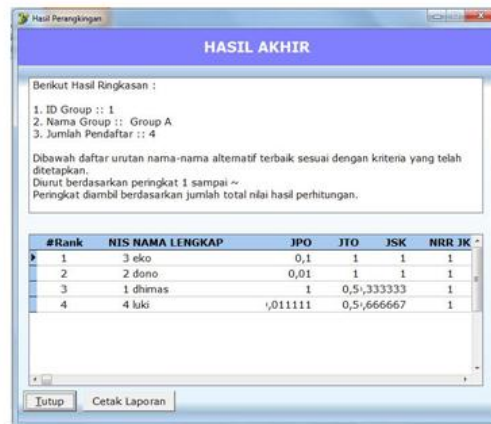 Hasil Perangkingan
HASIL AKHIR
Berikut Hasil Ringkasan :
1. ID Group :: 1
2. Nama Group :: Group A
3. Jumlah Pendaftar :: 4
Dibawah daftar urutan nama-nama alternatif terbaik sesuai dengan kriteria yang telah
ditetapkan.
Diurut berdasarkan peringkat 1 sampai ~
Peringkat diambil berdasarkan jumlah total nilai hasil perhitungan.
#Rank NIS NAMA LENGKAP JPO JTO JSK NRR JK
1 3 eko 0,1 1 1 1
2 2 dono 0,01 1 1 1
3 1 dhimas 1 0,5 ,333333 1
4 4 luki ,011111 0,5 ,666667 1
Tutup Cetak Laporan